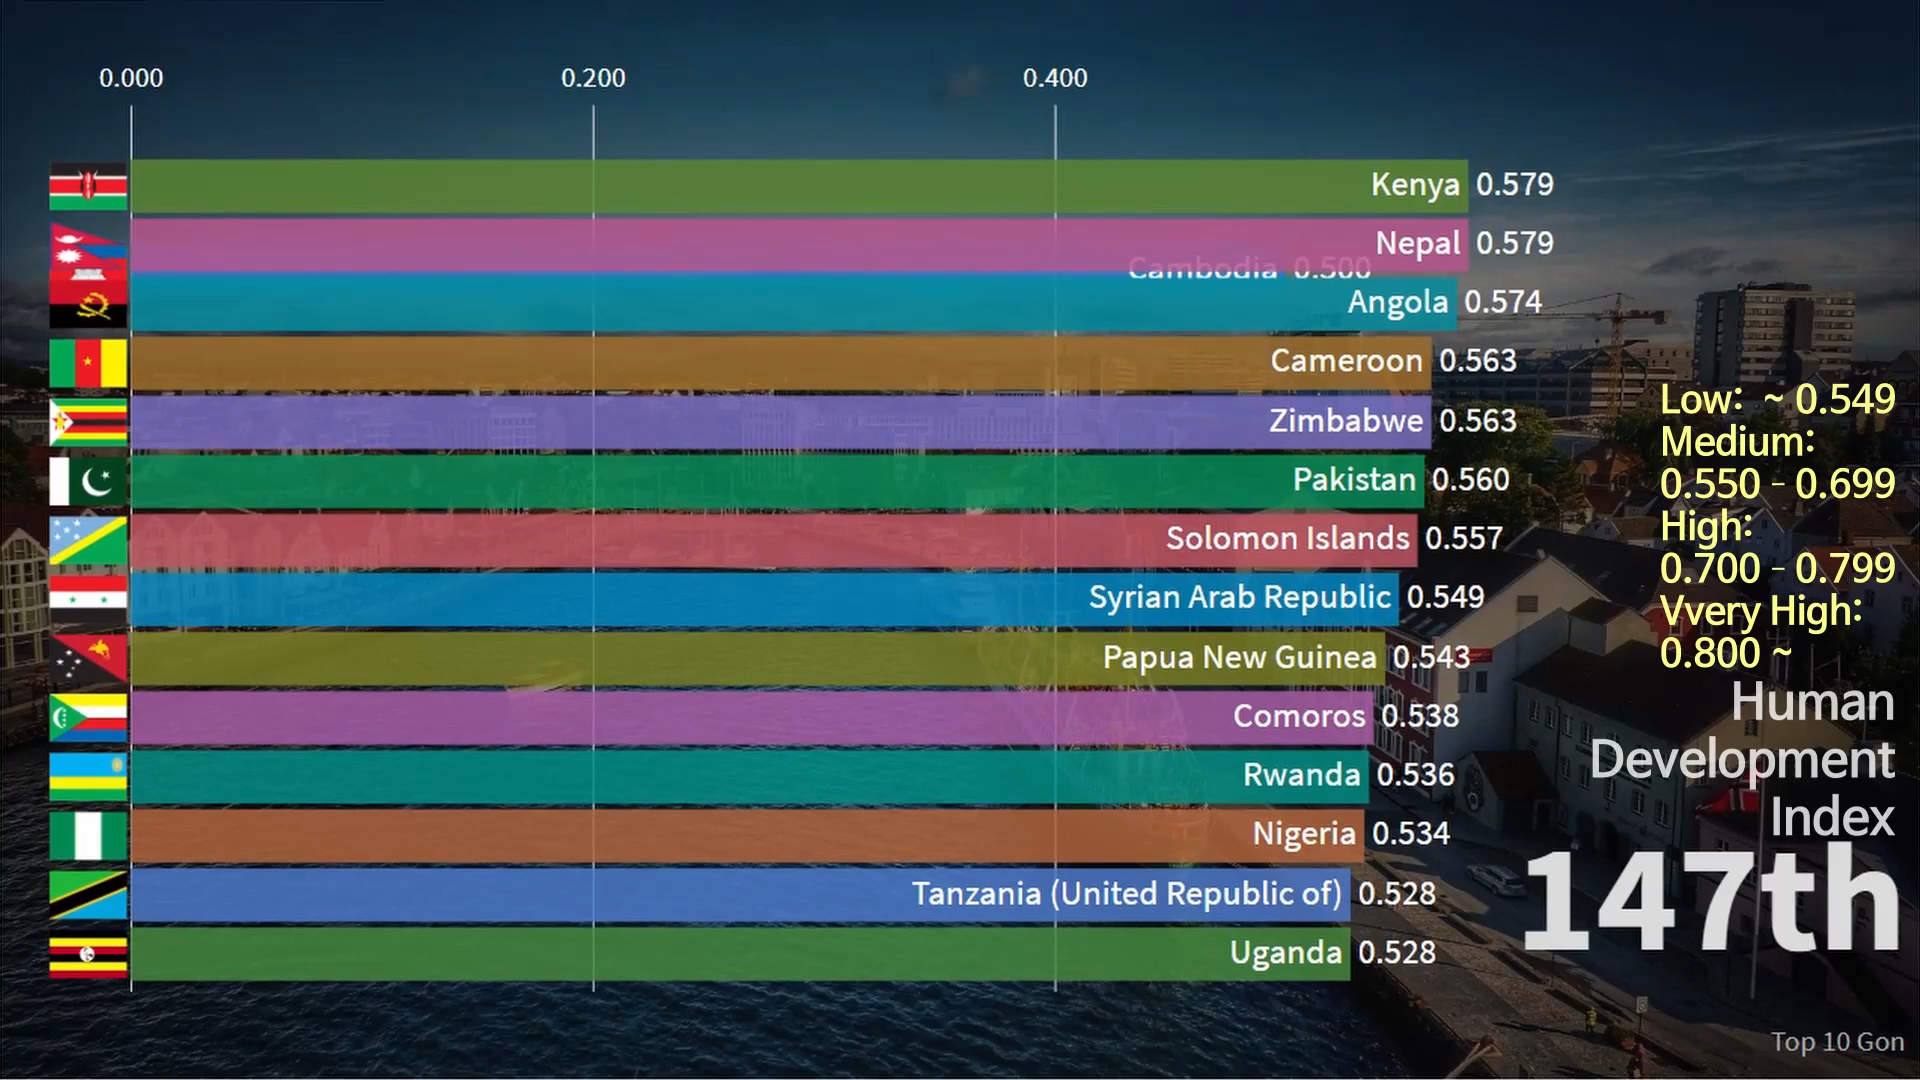 0.000 0.200 0.400
Kenya 0.579
Nepal 0.579
Cambodia 0.500
Angola 0.574
Cameroon 0.563
Zimbabwe 0.563
Pakistan 0.560
Solomon Islands 0.557
Syrian Arab Republic 0.549
Papua New Guinea 0.543
Comoros 0.538
Rwanda 0.536
Nigeria 0.534
Tanzania (United Republic of) 0.528
Uganda 0.528
Low: ~ 0.549
Medium:
0.550 - 0.699
High:
0.700 - 0.799
Vvery High:
0.800 ~
Human
Development
Index
147th
Top 10 Gon